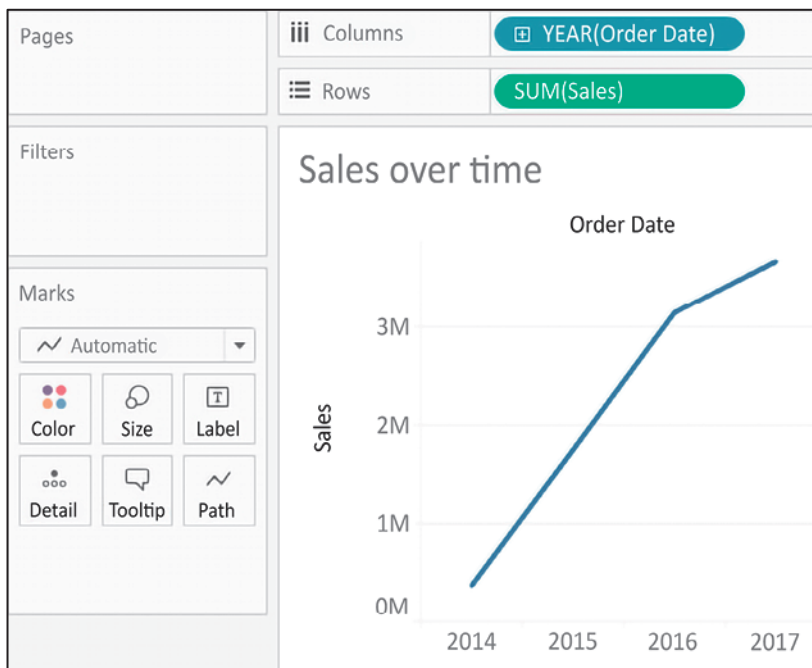 Pages
Columns
YEAR(Order Date)
Rows
SUM(Sales)
Filters
Sales over time
Order Date
Marks
Automatic
Color
Size
T
Label
Detail
Tooltip
Path
Sales
3M
2M
1M
0M
2014
2015
2016
2017